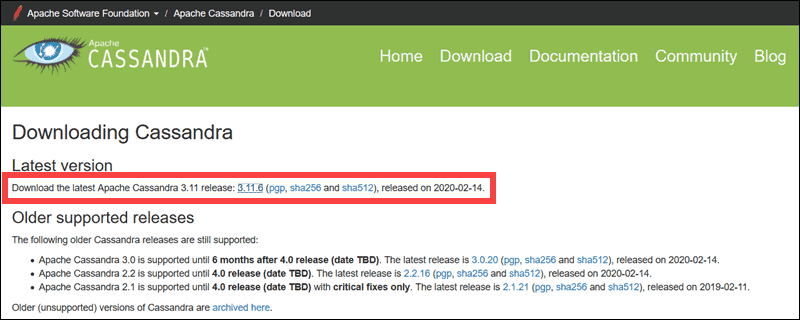 Apache Software Foundation / Apache Cassandra / Download
Apache
CASSANDRA™
Home Download Documentation Community Blog
Downloading Cassandra
Latest version
Download the latest Apache Cassandra 3.11 release: 3.11.6 (pgp, sha256 and sha512), released on 2020-02-14.
Older supported releases
The following older Cassandra releases are still supported:
• Apache Cassandra 3.0 is supported until 6 months after 4.0 release (date TBD). The latest release is 3.0.20 (pgp, sha256 and sha512), released on 2020-02-14.
• Apache Cassandra 2.2 is supported until 4.0 release (date TBD). The latest release is 2.2.16 (pgp, sha256 and sha512), released on 2020-02-14.
• Apache Cassandra 2.1 is supported until 4.0 release (date TBD) with critical fixes only. The latest release is 2.1.21 (pgp, sha256 and sha512), released on 2019-02-11.
Older (unsupported) versions of Cassandra are archived here.